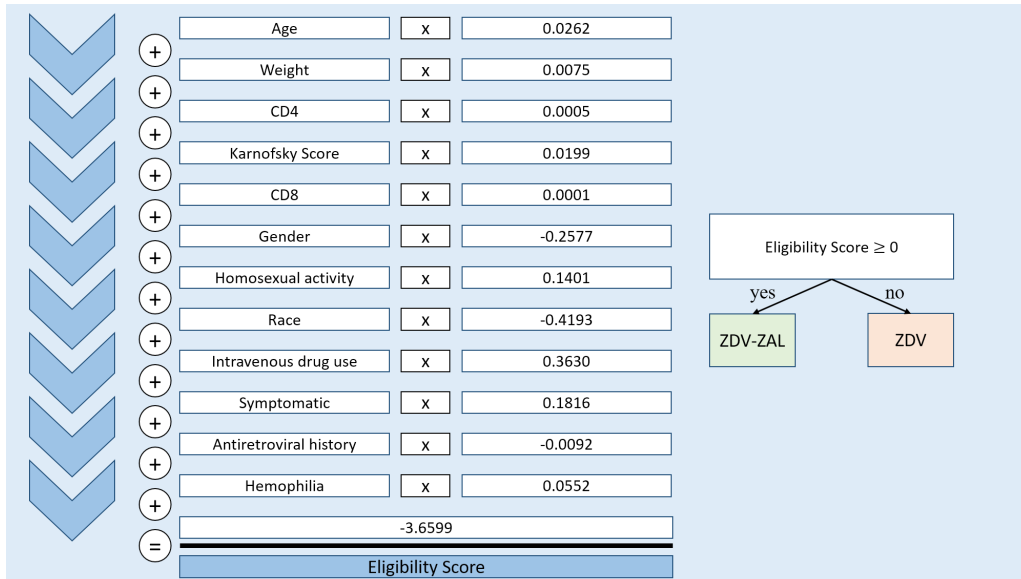 Age x 0.0262
+
Weight x 0.0075
+
CD4 x 0.0005
+
Karnofsky Score x 0.0199
+
CD8 x 0.0001
+
Gender x -0.2577
+
Homosexual activity x 0.1401
+
Race x -0.4193
+
Intravenous drug use x 0.3630
+
Symptomatic x 0.1816
+
Antiretroviral history x -0.0092
+
Hemophilia x 0.0552
+
-3.6599
=
Eligibility Score
Eligibility Score ≥ 0
yes no
ZDV-ZAL ZDV